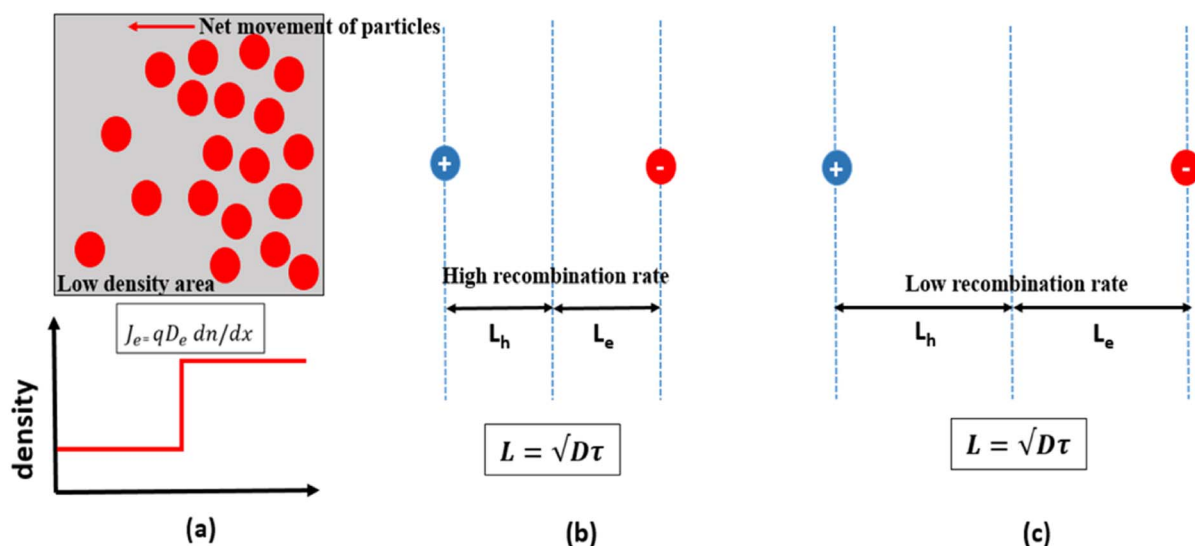 Net movement of particles
Low density area
J_e= qD_e dn/dx
density
(a)
+
-
High recombination rate
L_h
L_e
L = √Dτ
(b)
+
-
Low recombination rate
L_h
L_e
L = √Dτ
(c)